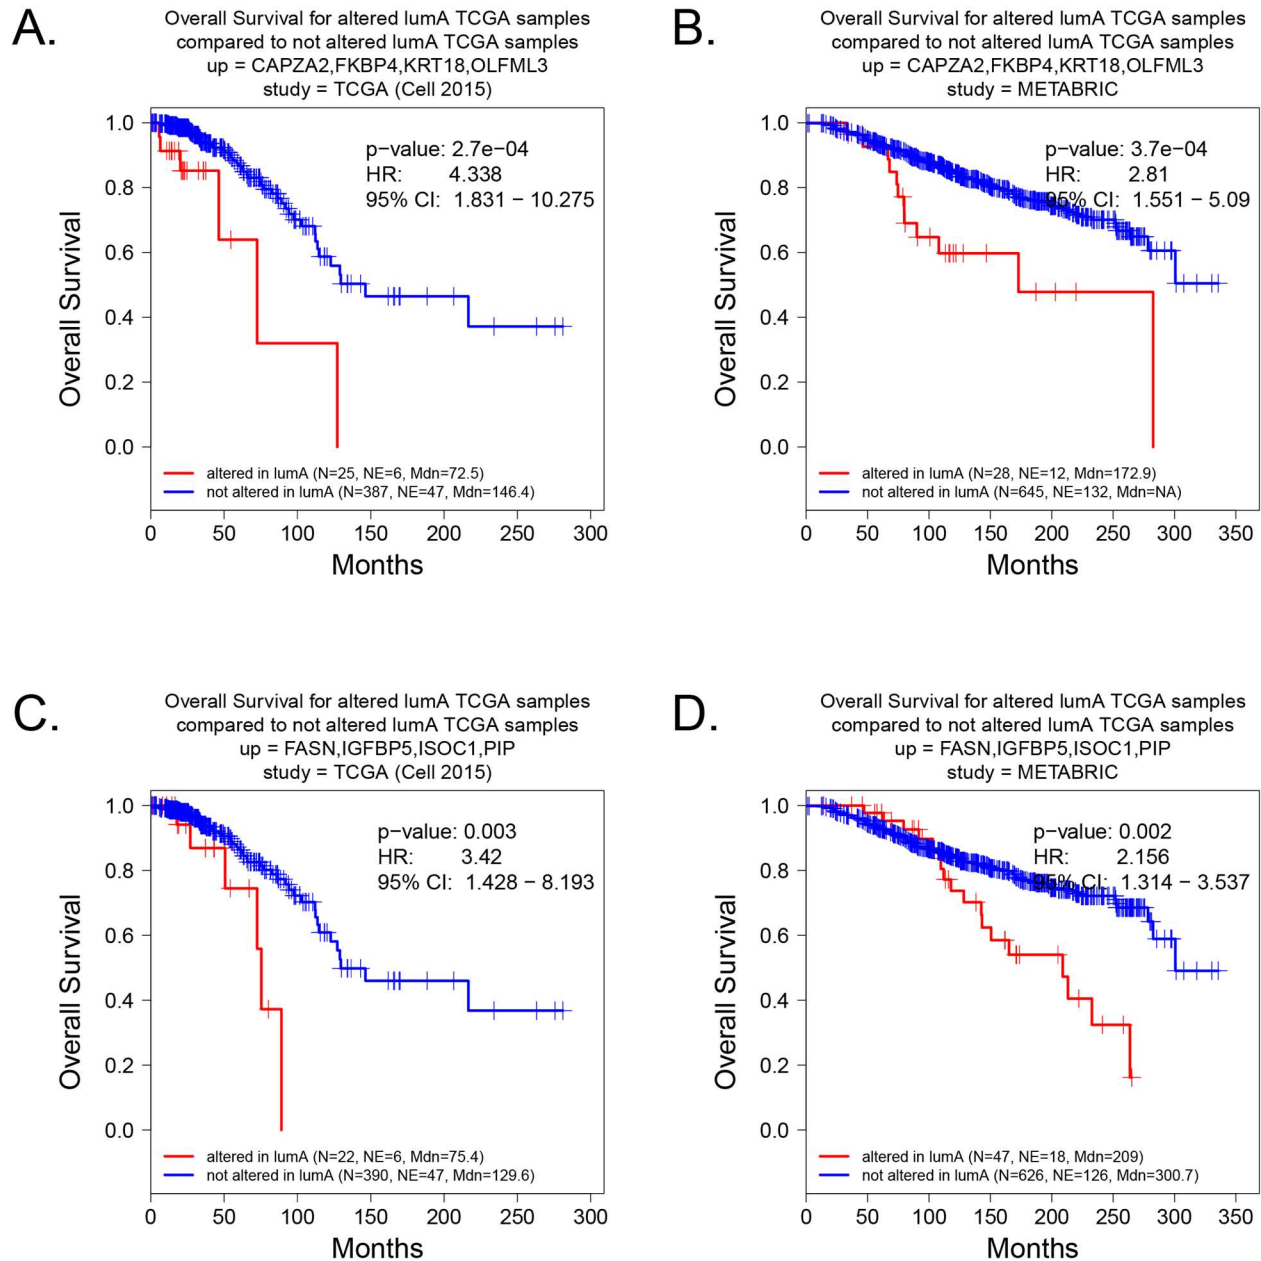 A.
Overall Survival for altered lumA TCGA samples
compared to not altered lumA TCGA samples
up = CAPZA2,FKBP4,KRT18,OLFML3
study = TCGA (Cell 2015)
1.0
0.8
0.6
0.4
0.2
0.0
Overall Survival
p−value: 2.7e−04
HR: 4.338
95% CI: 1.831 − 10.275
altered in lumA (N=25, NE=6, Mdn=72.5)
not altered in lumA (N=387, NE=47, Mdn=146.4)
0 50 100 150 200 250 300
Months
B.
Overall Survival for altered lumA TCGA samples
compared to not altered lumA TCGA samples
up = CAPZA2,FKBP4,KRT18,OLFML3
study = METABRIC
1.0
0.8
0.6
0.4
0.2
0.0
Overall Survival
p−value: 3.7e−04
HR: 2.81
95% CI: 1.551 − 5.09
altered in lumA (N=28, NE=12, Mdn=172.9)
not altered in lumA (N=645, NE=132, Mdn=NA)
0 50 100 150 200 250 300 350
Months
C.
Overall Survival for altered lumA TCGA samples
compared to not altered lumA TCGA samples
up = FASN,IGFBP5,ISOC1,PIP
study = TCGA (Cell 2015)
1.0
0.8
0.6
0.4
0.2
0.0
Overall Survival
p−value: 0.003
HR: 3.42
95% CI: 1.428 − 8.193
altered in lumA (N=22, NE=6, Mdn=75.4)
not altered in lumA (N=390, NE=47, Mdn=129.6)
0 50 100 150 200 250 300
Months
D.
Overall Survival for altered lumA TCGA samples
compared to not altered lumA TCGA samples
up = FASN,IGFBP5,ISOC1,PIP
study = METABRIC
1.0
0.8
0.6
0.4
0.2
0.0
Overall Survival
p−value: 0.002
HR: 2.156
95% CI: 1.314 − 3.537
altered in lumA (N=47, NE=18, Mdn=209)
not altered in lumA (N=626, NE=126, Mdn=300.7)
0 50 100 150 200 250 300 350
Months